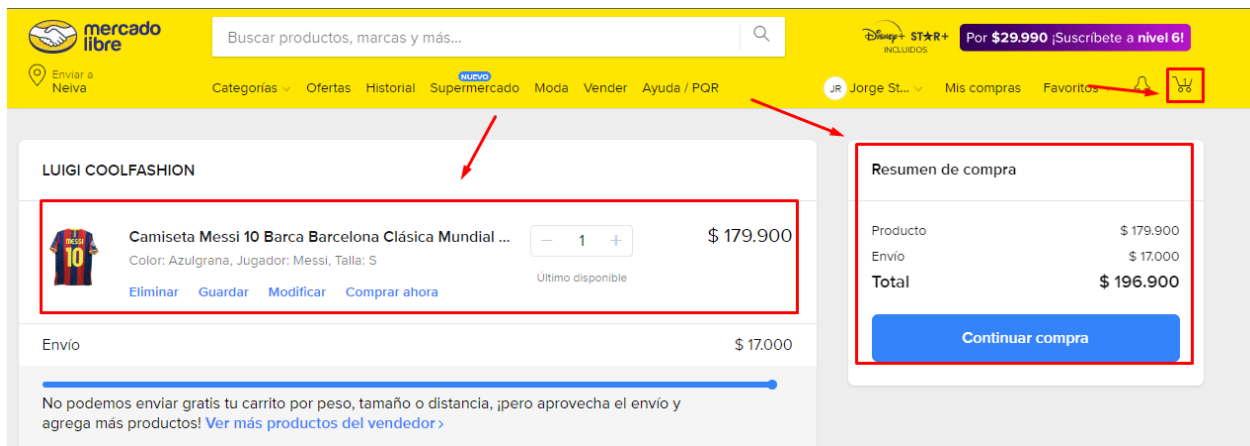 mercado
libre
Buscar productos, marcas y más...
Disney+ ST★R+
INCLUIDOS
Por $29.990 ¡Suscríbete a nivel 6!
Enviar a
Neiva
NUEVO
Categorías Ofertas Historial Supermercado Moda Vender Ayuda / PQR
JR Jorge St... Mis compras Favoritos 1
LUIGI COOLFASHION
Camiseta Messi 10 Barca Barcelona Clásica Mundial ...
Color: Azulgrana, Jugador: Messi, Talla: S
Eliminar Guardar Modificar Comprar ahora
MESSI
10
− 1 +
Último disponible
$ 179.900
Envío $ 17.000
No podemos enviar gratis tu carrito por peso, tamaño o distancia, ¡pero aprovecha el envío y
agrega más productos! Ver más productos del vendedor >
Resumen de compra
Producto $ 179.900
Envío $ 17.000
Total $ 196.900
Continuar compra